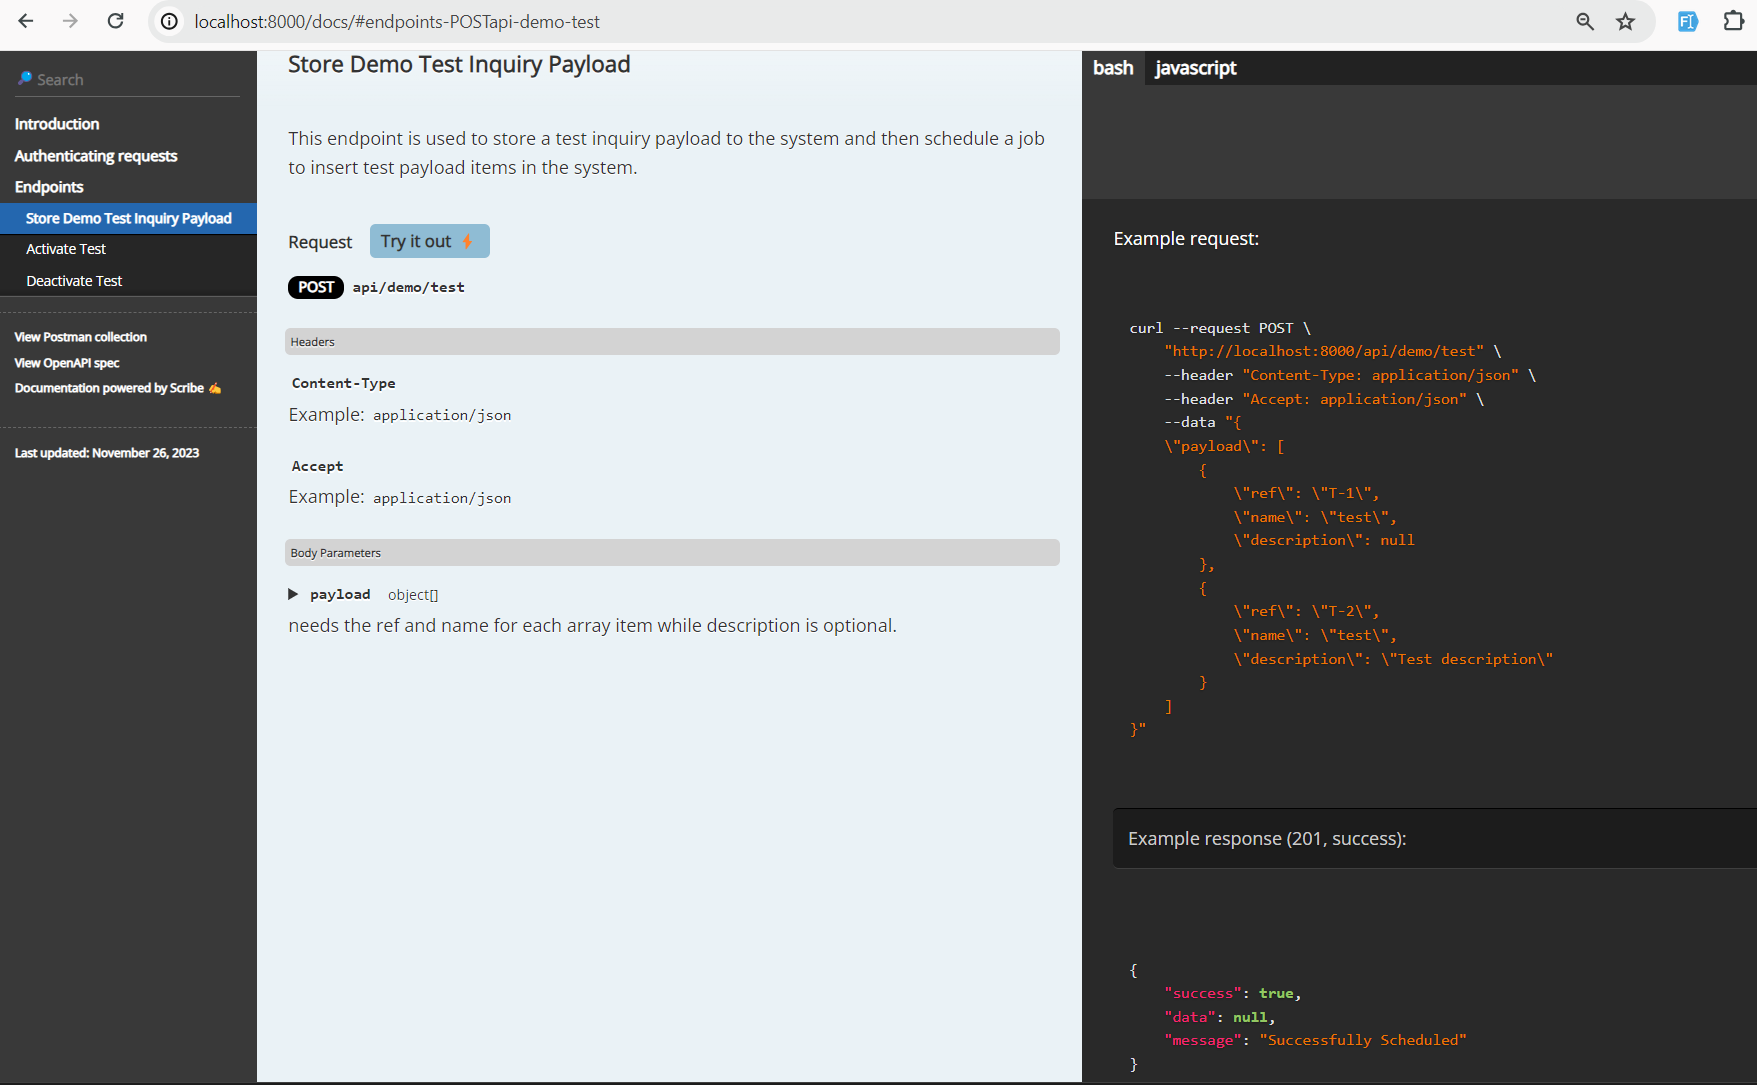 localhost:8000/docs/#endpoints-POSTapi-demo-test
Search
Introduction
Authenticating requests
Endpoints
Store Demo Test Inquiry Payload
Activate Test
Deactivate Test
View Postman collection
View OpenAPI spec
Documentation powered by Scribe ✍
Last updated: November 26, 2023
Store Demo Test Inquiry Payload
This endpoint is used to store a test inquiry payload to the system and then schedule a job
to insert test payload items in the system.
Request Try it out ⚡
POST api/demo/test
Headers
Content-Type
Example: application/json
Accept
Example: application/json
Body Parameters
payload object[]
needs the ref and name for each array item while description is optional.
bash javascript
Example request:
curl --request POST \
"http://localhost:8000/api/demo/test" \
--header "Content-Type: application/json" \
--header "Accept: application/json" \
--data "{
\"payload\": [
{
\"ref\": \"T-1\",
\"name\": \"test\",
\"description\": null
},
{
\"ref\": \"T-2\",
\"name\": \"test\",
\"description\": \"Test description\"
}
]
}"
Example response (201, success):
{
"success": true,
"data": null,
"message": "Successfully Scheduled"
}